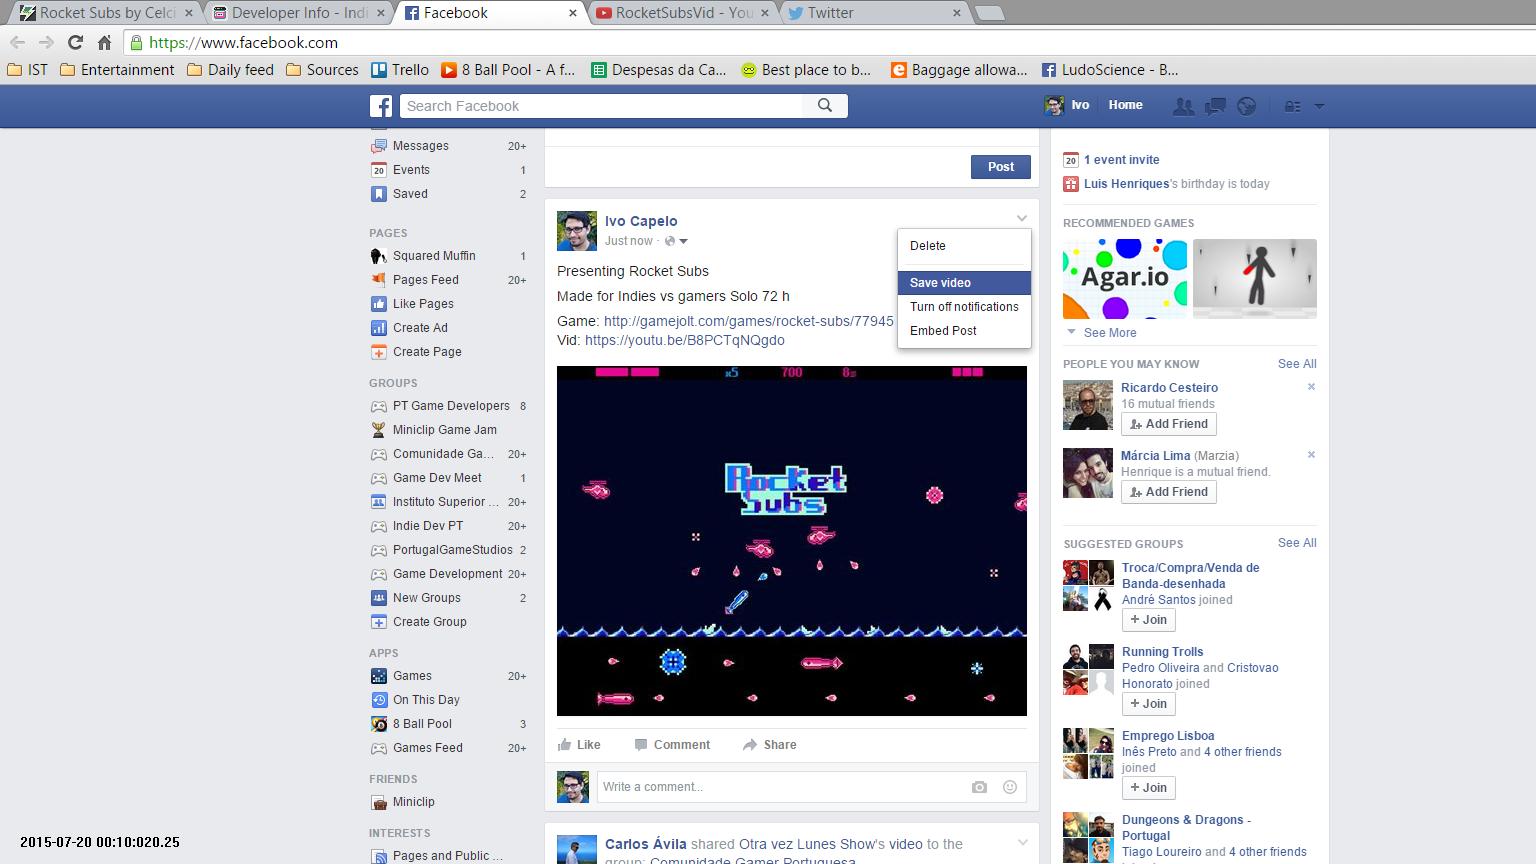 Rocket Subs by Celci
Developer Info - Indi
Facebook
RocketSubsVid - You
Twitter
https://www.facebook.com
IST
Entertainment
Daily feed
Sources
Trello
8 Ball Pool - A f...
Despesas da Ca...
Best place to b...
Baggage allowa...
LudoScience - B...
Search Facebook
Ivo
Home
Messages 20+
Events 1
Saved 2
PAGES
Squared Muffin 1
Pages Feed 20+
Like Pages
Create Ad
Create Page
GROUPS
PT Game Developers 8
Miniclip Game Jam
Comunidade Ga... 20+
Game Dev Meet 1
Instituto Superior ... 20+
Indie Dev PT 20+
PortugalGameStudios 2
Game Development 20+
New Groups 2
Create Group
APPS
Games 20+
On This Day
8 Ball Pool 3
Games Feed 20+
FRIENDS
Miniclip
INTERESTS
Pages and Public ...
Post
Ivo Capelo
Just now
Presenting Rocket Subs
Made for Indies vs gamers Solo 72 h
Game: http://gamejolt.com/games/rocket-subs/77945
Vid: https://youtu.be/B8PCTqNQgdo
Delete
Save video
Turn off notifications
Embed Post
x5 700
Rocket
Subs
Like Comment Share
Write a comment...
Carlos Ávila shared Otra vez Lunes Show's video to the
group: Comunidade Gamer Portuguesa
20 1 event invite
Luis Henriques's birthday is today
RECOMMENDED GAMES
Agar.io
See More
PEOPLE YOU MAY KNOW See All
Ricardo Cesteiro
16 mutual friends
Add Friend
Márcia Lima (Marzia)
Henrique is a mutual friend.
Add Friend
SUGGESTED GROUPS See All
Troca/Compra/Venda de
Banda-desenhada
André Santos joined
+ Join
Running Trolls
Pedro Oliveira and Cristovao
Honorato joined
+ Join
Emprego Lisboa
Inês Preto and 4 other friends
joined
+ Join
Dungeons & Dragons -
Portugal
Tiago Loureiro and 4 other friends
2015-07-20 00:10:020.25